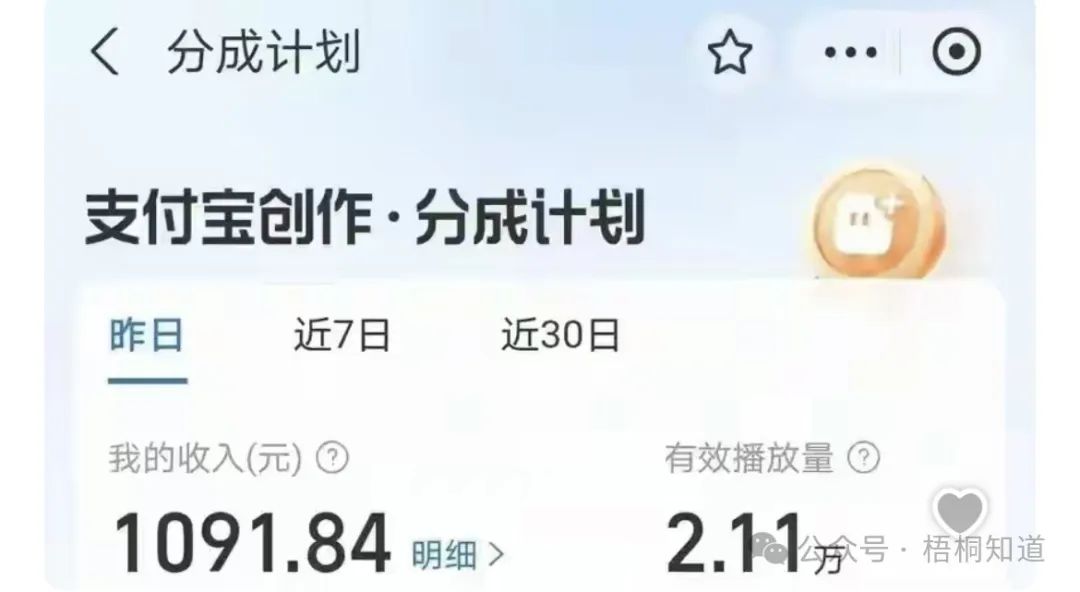 分成计划
支付宝创作·分成计划
昨日 近7日 近30日
我的收入(元) ? 有效播放量 ?
1091.84 明细 > 2.11万
公众号·梧桐知道